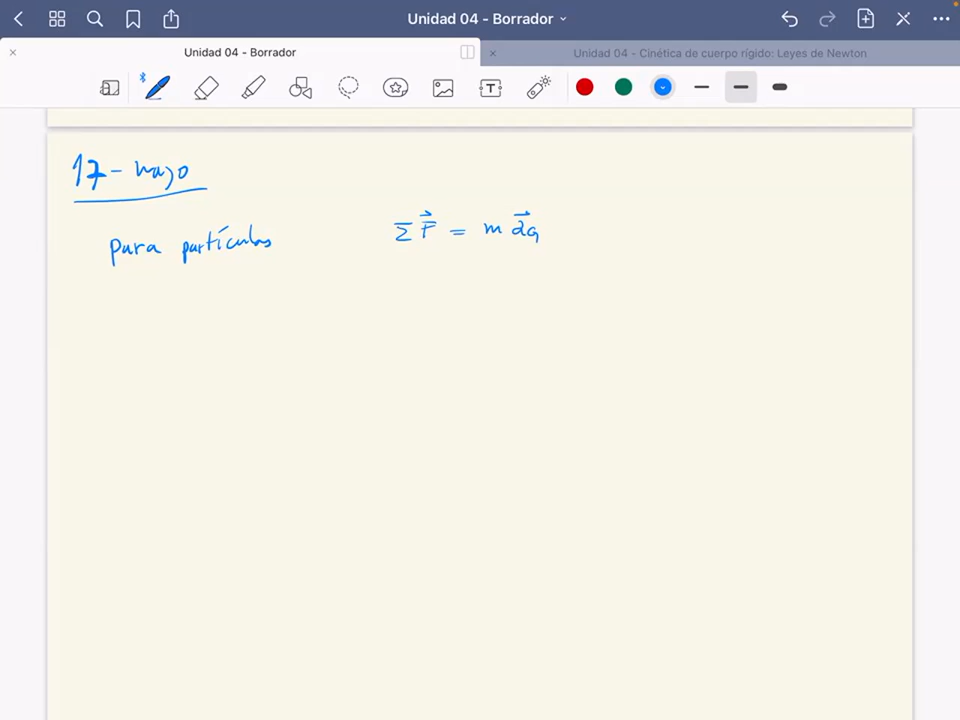 Unidad 04 - Borrador
Unidad 04 - Borrador
Unidad 04 - Cinética de cuerpo rígido: Leyes de Newton
17 - mayo
para partículas
Σ F⃗ = m a⃗G